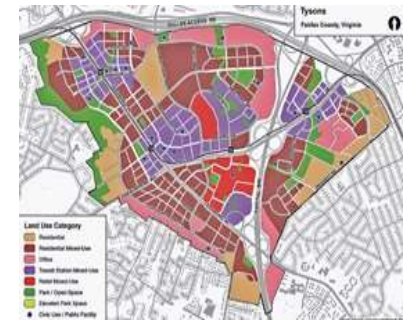 Tysons
Fairfax County, Virginia
DULLES ACCESS RD
Land Use Category
Residential
Residential Mixed-Use
Office
Transit Station Mixed-Use
Retail Mixed-Use
Park / Open Space
Elevated Park Space
Civic Use / Public Facility